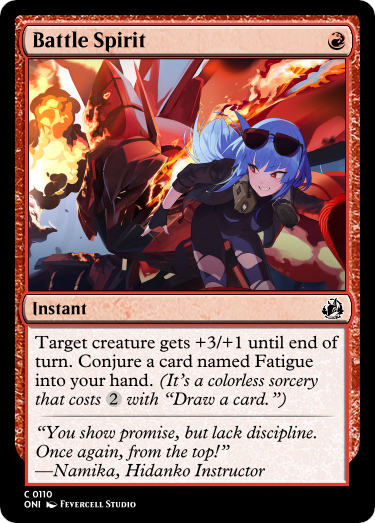 Battle Spirit
Instant
Target creature gets +3/+1 until end of
turn. Conjure a card named Fatigue
into your hand. (It's a colorless sorcery
that costs 2 with “Draw a card.”)
“You show promise, but lack discipline.
Once again, from the top!”
—Namika, Hidanko Instructor
C 0110
ONI Fevercell Studio